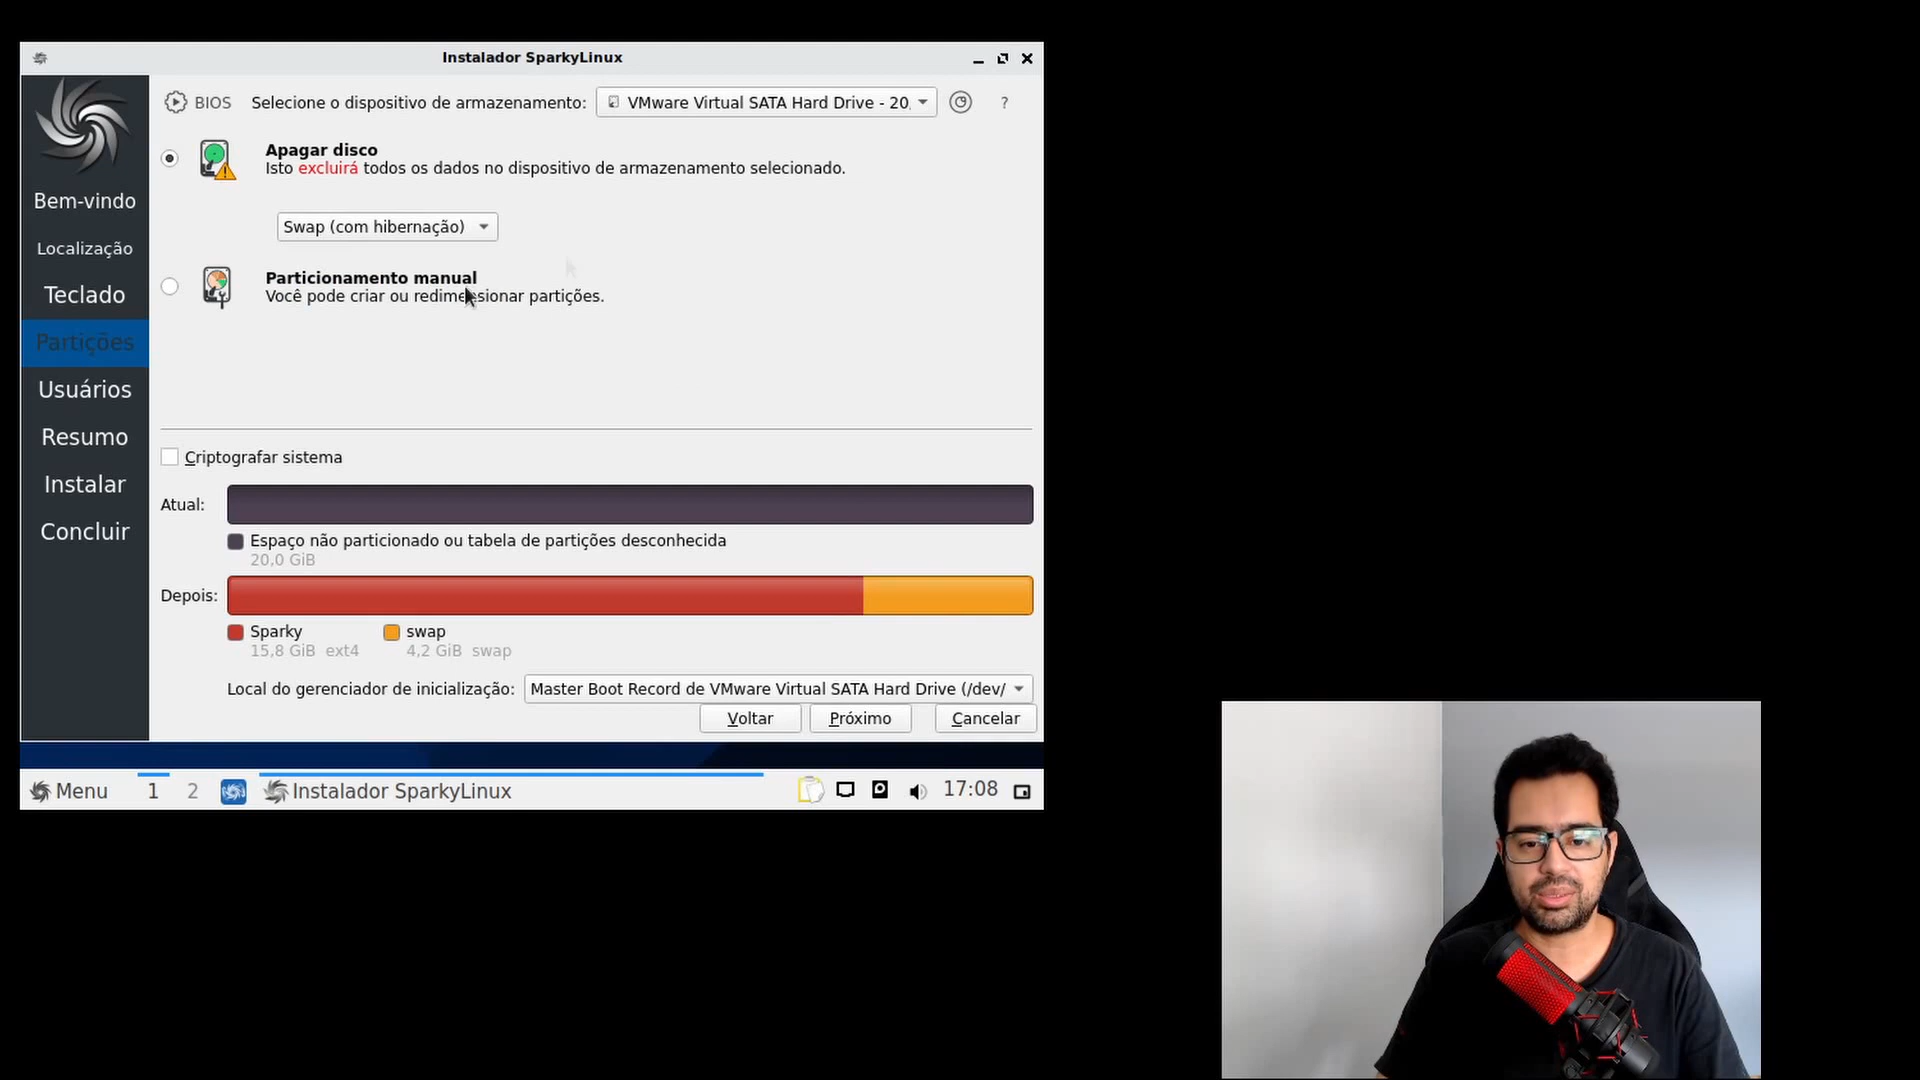 Instalador SparkyLinux
BIOS Selecione o dispositivo de armazenamento: VMware Virtual SATA Hard Drive - 20, ?
Bem-vindo
Localização
Teclado
Partições
Usuários
Resumo
Instalar
Concluir
Apagar disco
Isto excluirá todos os dados no dispositivo de armazenamento selecionado.
Swap (com hibernação)
Particionamento manual
Você pode criar ou redimensionar partições.
Criptografar sistema
Atual:
Espaço não particionado ou tabela de partições desconhecida
20,0 GiB
Depois:
Sparky swap
15,8 GiB ext4 4,2 GiB swap
Local do gerenciador de inicialização: Master Boot Record de VMware Virtual SATA Hard Drive (/dev/
Voltar Próximo Cancelar
Menu 1 2 Instalador SparkyLinux 17:08